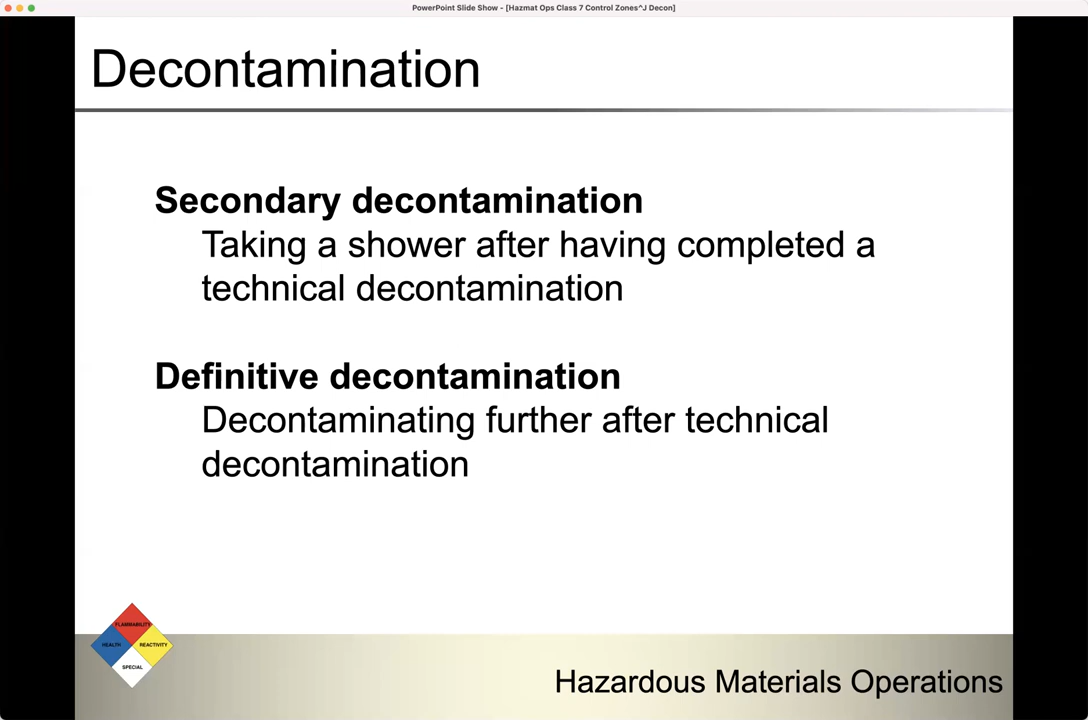 PowerPoint Slide Show - [Hazmat Ops Class 7 Control Zones^J Decon]
Decontamination
Secondary decontamination
Taking a shower after having completed a
technical decontamination
Definitive decontamination
Decontaminating further after technical
decontamination
FLAMMABILITY
HEALTH
REACTIVITY
SPECIAL
Hazardous Materials Operations